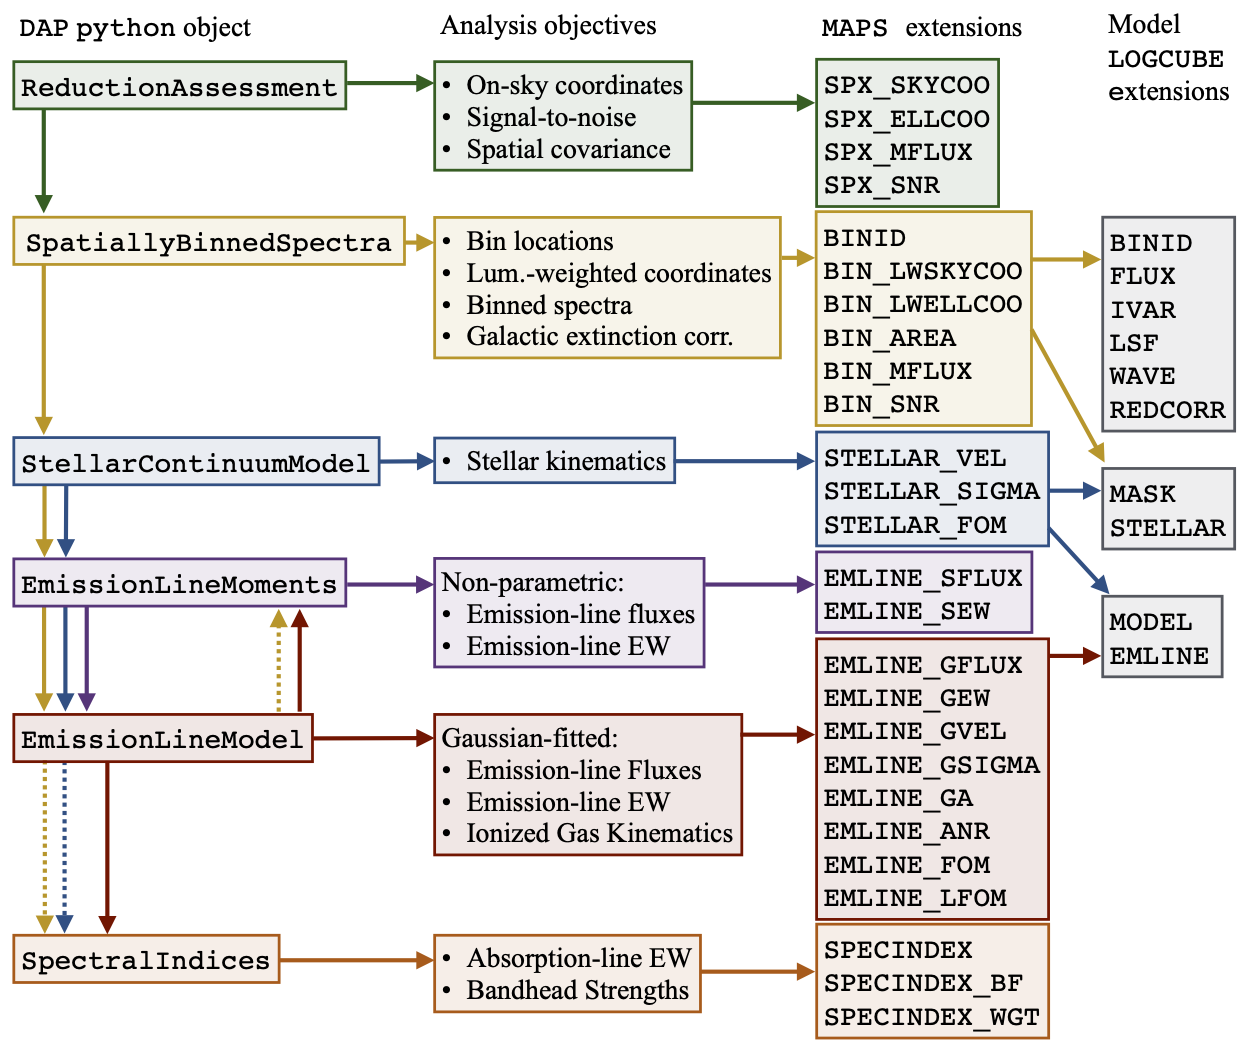 DAP python object
Analysis objectives
MAPS extensions
Model
LOGCUBE
extensions
ReductionAssessment
• On-sky coordinates
• Signal-to-noise
• Spatial covariance
SPX_SKYCOO
SPX_ELLCOO
SPX_MFLUX
SPX_SNR
SpatiallyBinnedSpectra
• Bin locations
• Lum.-weighted coordinates
• Binned spectra
• Galactic extinction corr.
BINID
BIN_LWSKYCOO
BIN_LWELLCOO
BIN_AREA
BIN_MFLUX
BIN_SNR
BINID
FLUX
IVAR
LSF
WAVE
REDCORR
StellarContinuumModel
• Stellar kinematics
STELLAR_VEL
STELLAR_SIGMA
STELLAR_FOM
MASK
STELLAR
EmissionLineMoments
Non-parametric:
• Emission-line fluxes
• Emission-line EW
EMLINE_SFLUX
EMLINE_SEW
MODEL
EMLINE
EmissionLineModel
Gaussian-fitted:
• Emission-line Fluxes
• Emission-line EW
• Ionized Gas Kinematics
EMLINE_GFLUX
EMLINE_GEW
EMLINE_GVEL
EMLINE_GSIGMA
EMLINE_GA
EMLINE_ANR
EMLINE_FOM
EMLINE_LFOM
SpectralIndices
• Absorption-line EW
• Bandhead Strengths
SPECINDEX
SPECINDEX_BF
SPECINDEX_WGT